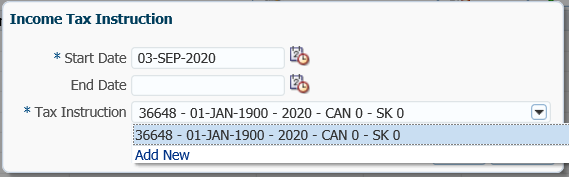 Income Tax Instruction
* Start Date 03-SEP-2020
End Date
* Tax Instruction 36648 - 01-JAN-1900 - 2020 - CAN 0 - SK 0
36648 - 01-JAN-1900 - 2020 - CAN 0 - SK 0
Add New